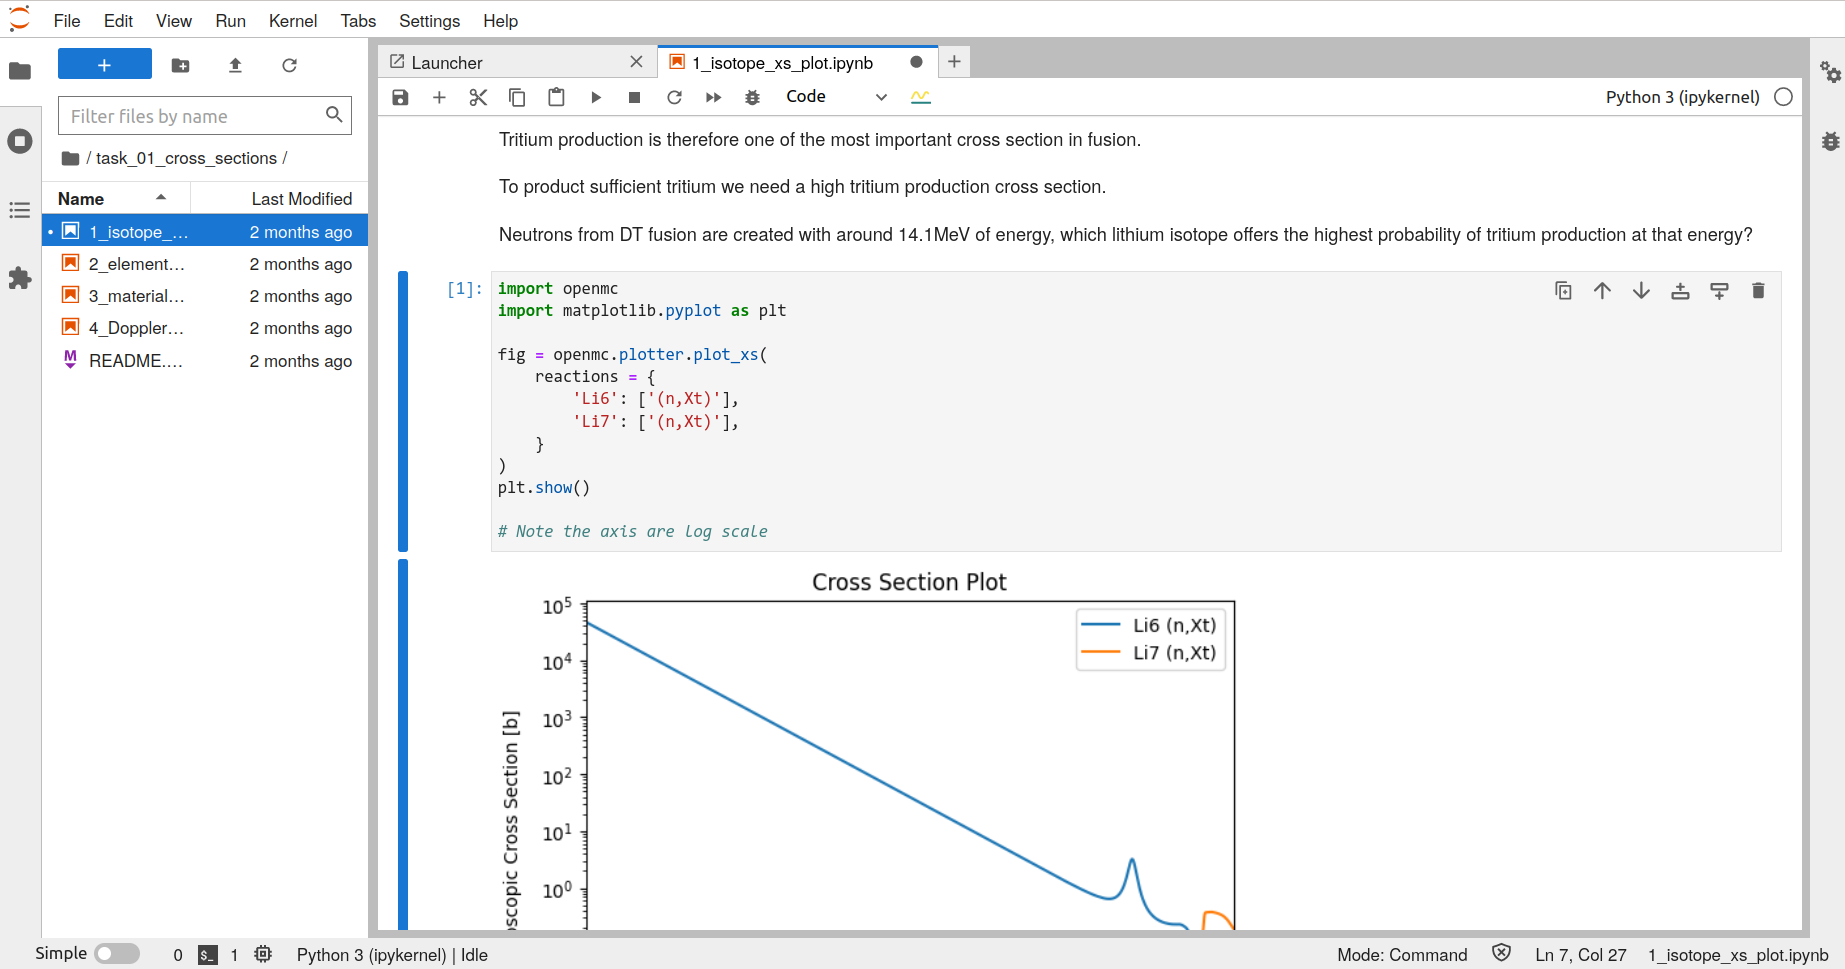 File Edit View Run Kernel Tabs Settings Help
Launcher
1_isotope_xs_plot.ipynb
Code
Python 3 (ipykernel)
Filter files by name
/ task_01_cross_sections /
Name Last Modified
1_isotope_... 2 months ago
2_element... 2 months ago
3_material... 2 months ago
4_Doppler... 2 months ago
README.... 2 months ago
Tritium production is therefore one of the most important cross section in fusion.
To product sufficient tritium we need a high tritium production cross section.
Neutrons from DT fusion are created with around 14.1MeV of energy, which lithium isotope offers the highest probability of tritium production at that energy?
[1]: import openmc
import matplotlib.pyplot as plt
fig = openmc.plotter.plot_xs(
    reactions = {
        'Li6': ['(n,Xt)'],
        'Li7': ['(n,Xt)'],
    }
)
plt.show()
# Note the axis are log scale
Cross Section Plot
10^5
10^4
10^3
10^2
10^1
10^0
oscopic Cross Section [b]
Li6 (n,Xt)
Li7 (n,Xt)
Simple 0 $_ 1 Python 3 (ipykernel) | Idle
Mode: Command Ln 7, Col 27 1_isotope_xs_plot.ipynb